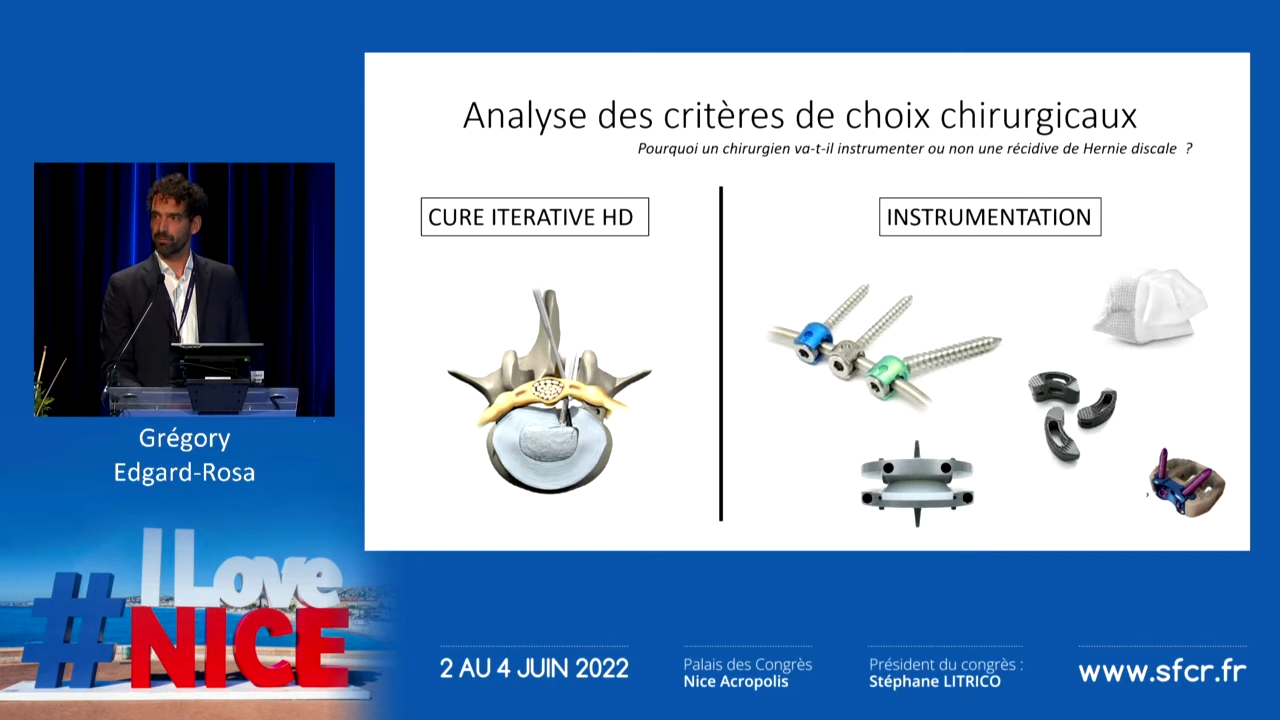 Analyse des critères de choix chirurgicaux
Pourquoi un chirurgien va-t-il instrumenter ou non une récidive de Hernie discale ?
CURE ITERATIVE HD
INSTRUMENTATION
Grégory
Edgard-Rosa
# I Love
NICE
2 AU 4 JUIN 2022
Palais des Congrès
Nice Acropolis
Président du congrès :
Stéphane LITRICO
www.sfcr.fr